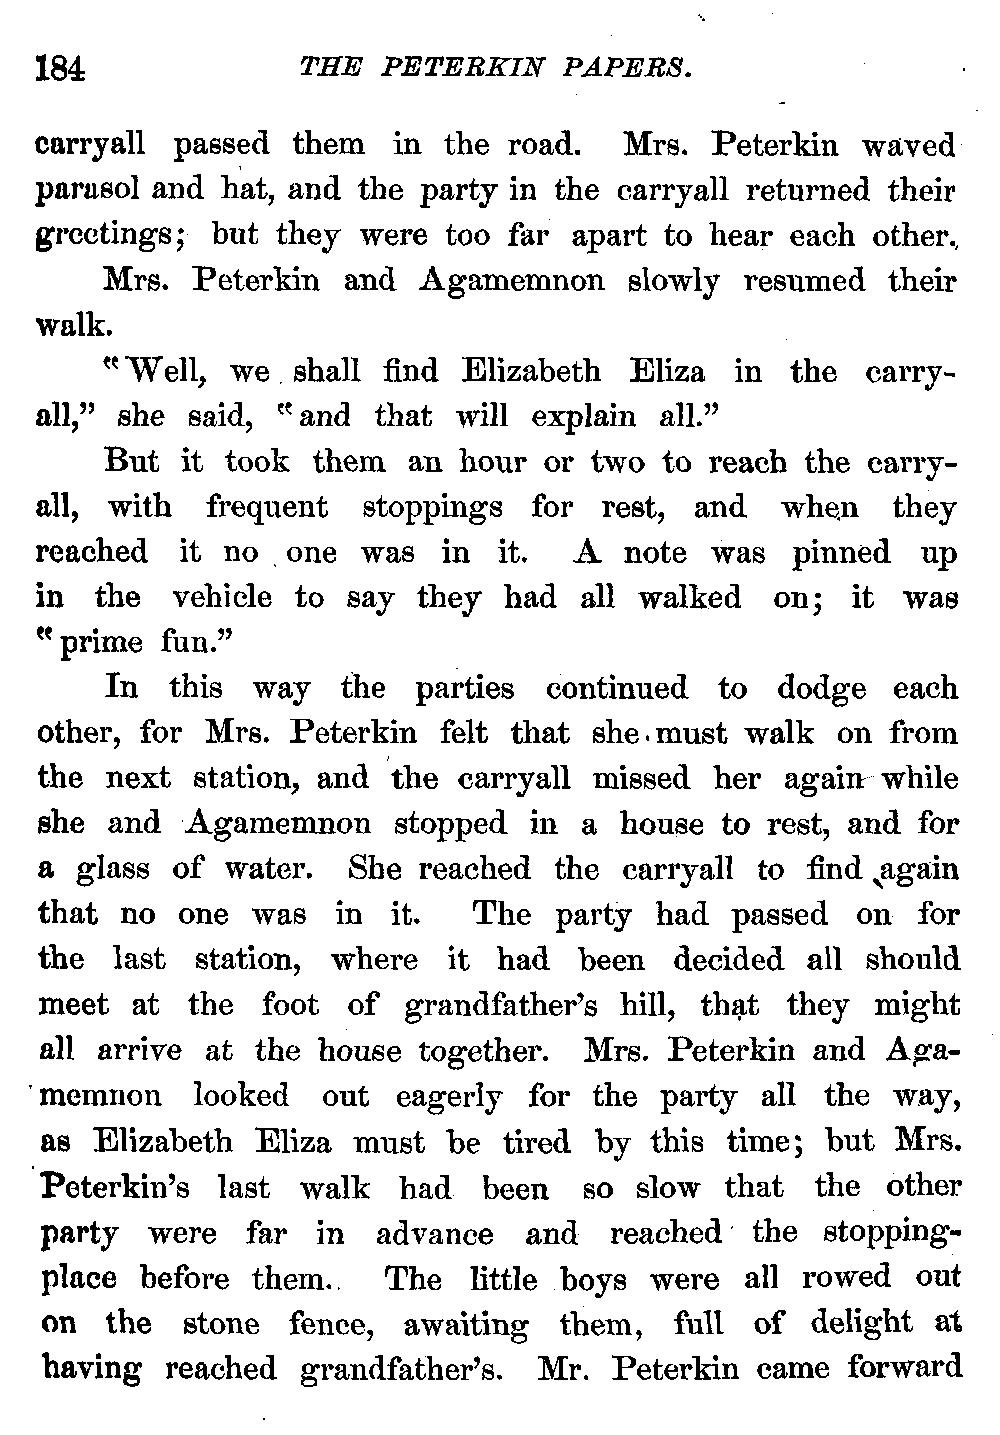 184 THE PETERKIN PAPERS.
carryall passed them in the road. Mrs. Peterkin waved
parasol and hat, and the party in the carryall returned their
greetings; but they were too far apart to hear each other.
Mrs. Peterkin and Agamemnon slowly resumed their
walk.
"Well, we shall find Elizabeth Eliza in the carry-
all," she said, "and that will explain all."
But it took them an hour or two to reach the carry-
all, with frequent stoppings for rest, and when they
reached it no one was in it. A note was pinned up
in the vehicle to say they had all walked on; it was
"prime fun."
In this way the parties continued to dodge each
other, for Mrs. Peterkin felt that she must walk on from
the next station, and the carryall missed her again while
she and Agamemnon stopped in a house to rest, and for
a glass of water. She reached the carryall to find again
that no one was in it. The party had passed on for
the last station, where it had been decided all should
meet at the foot of grandfather's hill, that they might
all arrive at the house together. Mrs. Peterkin and Aga-
memnon looked out eagerly for the party all the way,
as Elizabeth Eliza must be tired by this time; but Mrs.
Peterkin's last walk had been so slow that the other
party were far in advance and reached the stopping-
place before them. The little boys were all rowed out
on the stone fence, awaiting them, full of delight at
having reached grandfather's. Mr. Peterkin came forward